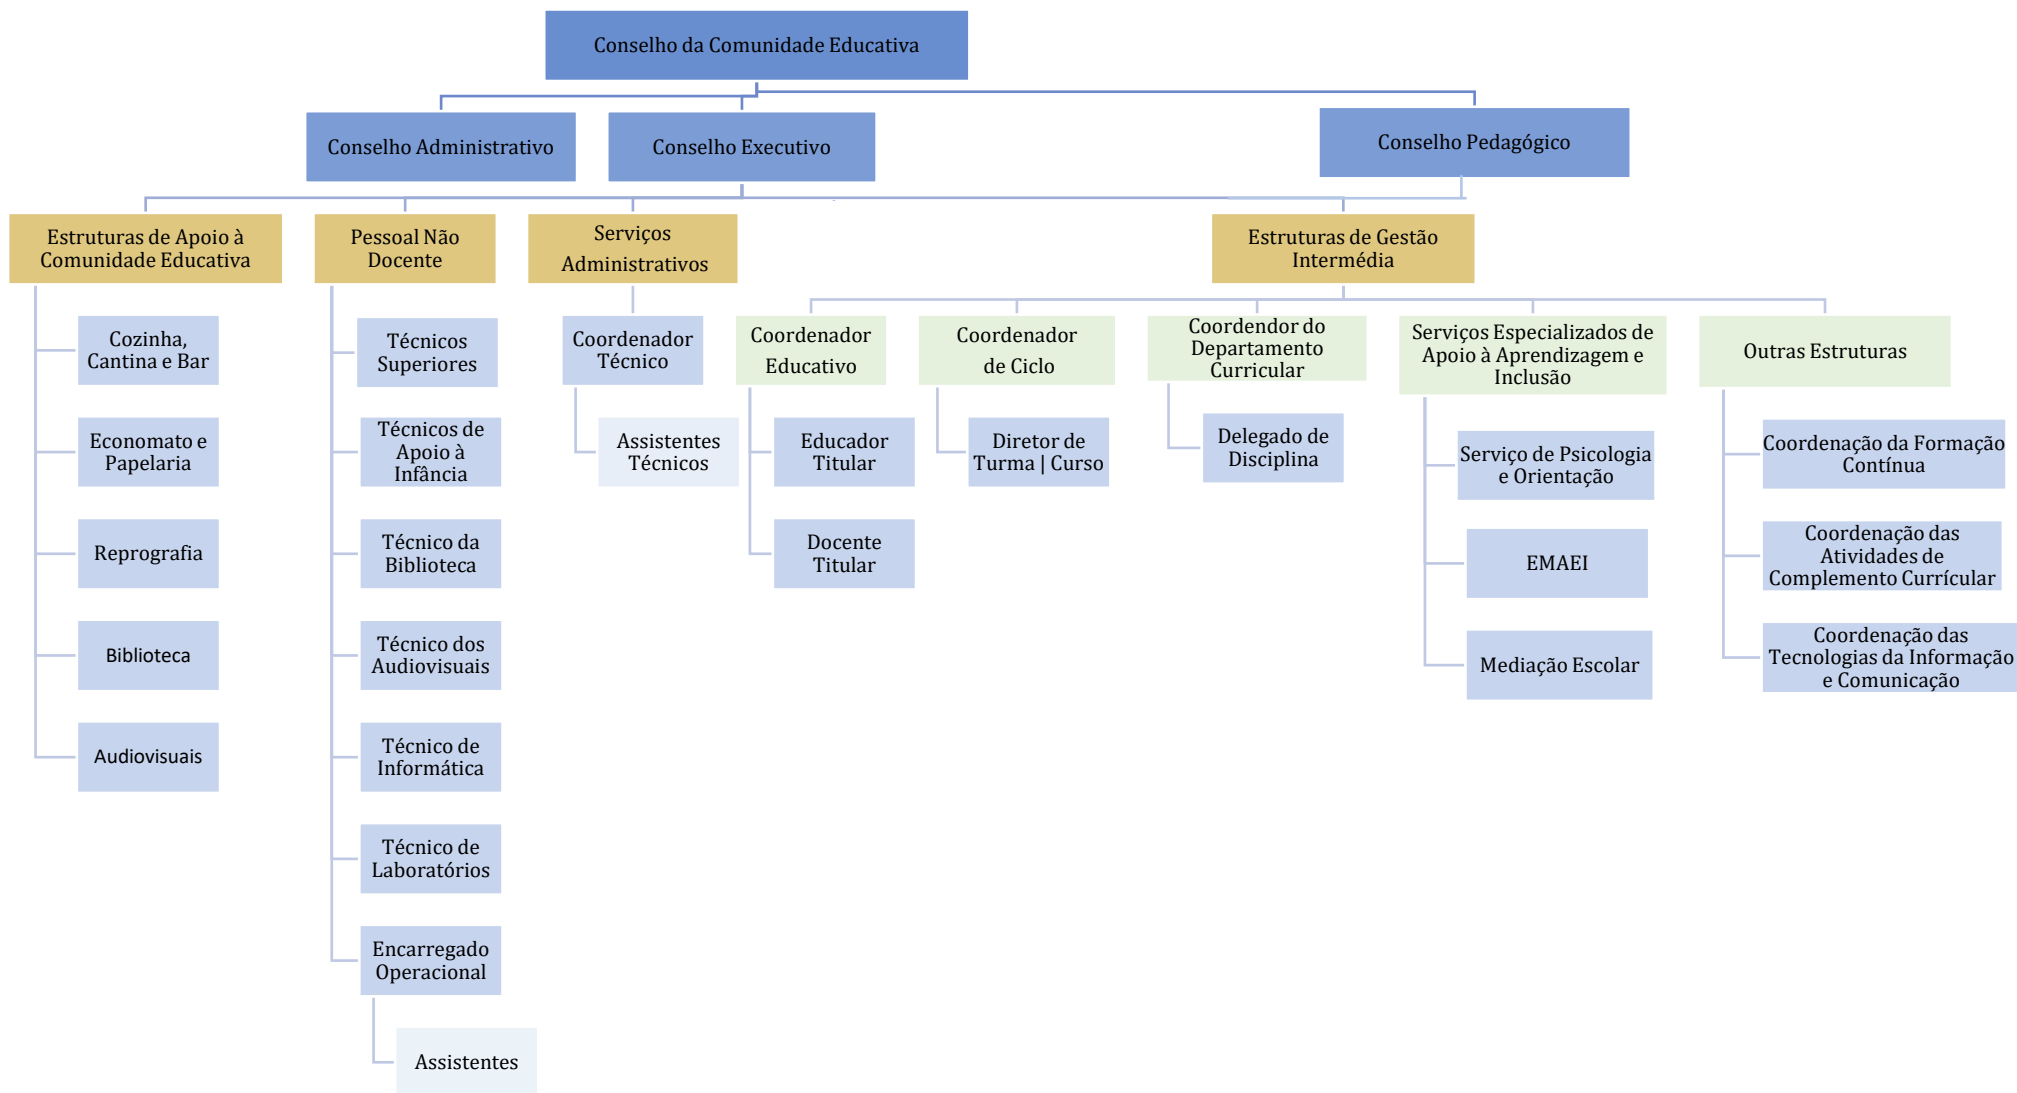 Conselho da Comunidade Educativa
Conselho Administrativo
Conselho Executivo
Conselho Pedagógico
Estruturas de Apoio à
Comunidade Educativa
Pessoal Não
Docente
Serviços
Administrativos
Estruturas de Gestão
Intermédia
Cozinha,
Cantina e Bar
Economato e
Papelaria
Reprografia
Biblioteca
Audiovisuais
Técnicos
Superiores
Técnicos de
Apoio à
Infância
Técnico da
Biblioteca
Técnico dos
Audiovisuais
Técnico de
Informática
Técnico de
Laboratórios
Encarregado
Operacional
Assistentes
Coordenador
Técnico
Assistentes
Técnicos
Coordenador
Educativo
Educador
Titular
Docente
Titular
Coordenador
de Ciclo
Diretor de
Turma | Curso
Coordendor do
Departamento
Curricular
Delegado de
Disciplina
Serviços Especializados de
Apoio à Aprendizagem e
Inclusão
Serviço de Psicologia
e Orientação
EMAEI
Mediação Escolar
Outras Estruturas
Coordenação da Formação
Contínua
Coordenação das
Atividades de
Complemento Currícular
Coordenação das
Tecnologias da Informação
e Comunicação